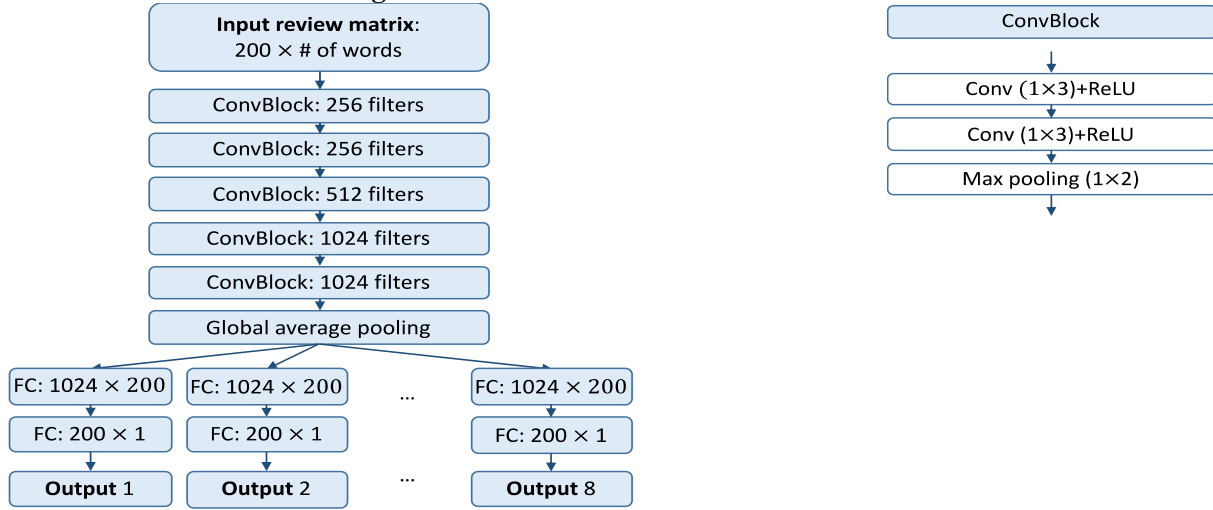 Input review matrix:
200 × # of words
ConvBlock: 256 filters
ConvBlock: 256 filters
ConvBlock: 512 filters
ConvBlock: 1024 filters
ConvBlock: 1024 filters
Global average pooling
FC: 1024 × 200
FC: 1024 × 200
...
FC: 1024 × 200
FC: 200 × 1
FC: 200 × 1
FC: 200 × 1
Output 1
Output 2
...
Output 8
ConvBlock
Conv (1×3)+ReLU
Conv (1×3)+ReLU
Max pooling (1×2)